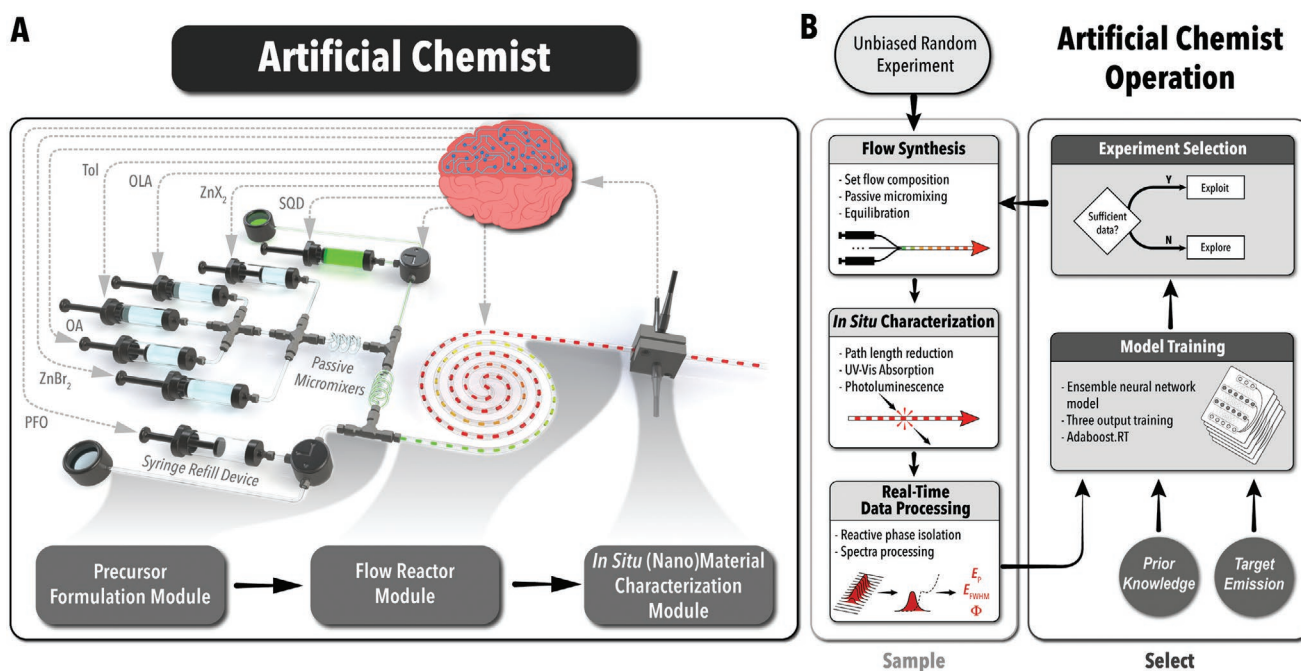 A
Artificial Chemist
Tol
OLA
ZnX₂
SQD
OA
ZnBr₂
PFO
Passive
Micromixers
Syringe Refill Device
Precursor
Formulation Module
Flow Reactor
Module
In Situ (Nano)Material
Characterization
Module
B
Unbiased Random
Experiment
Artificial Chemist
Operation
Flow Synthesis
- Set flow composition
- Passive micromixing
- Equilibration
...
In Situ Characterization
- Path length reduction
- UV-Vis Absorption
- Photoluminescence
Real-Time
Data Processing
- Reactive phase isolation
- Spectra processing
E_P
E_FWHM
Φ
Sample
Experiment Selection
Sufficient
data?
Y
Exploit
N
Explore
Model Training
- Ensemble neural network
model
- Three output training
- Adaboost.RT
Prior
Knowledge
Target
Emission
Select